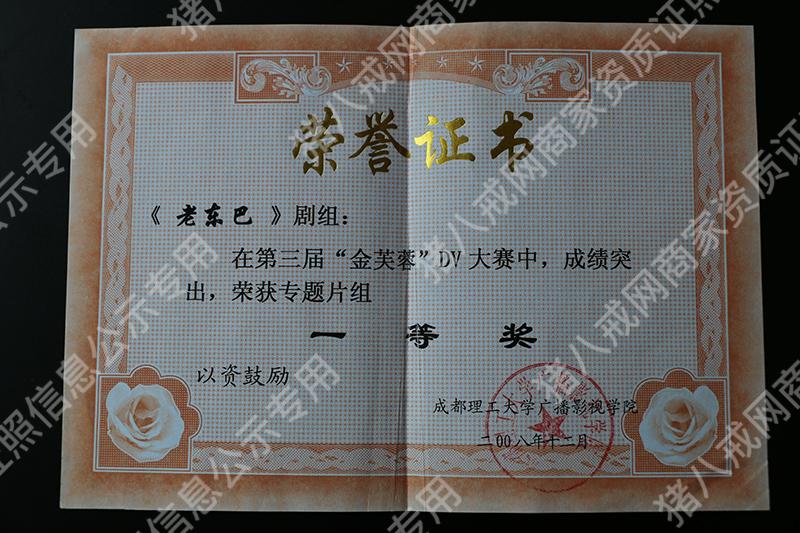 荣誉证书
《 老东巴 》剧组：
在第三届“金芙蓉”DV大赛中，成绩突
出，荣获专题片组
一 等 奖
以资鼓励
成都理工大学广播影视学院
二00八年十二月
猪八戒网商家资质证照信息公示专用